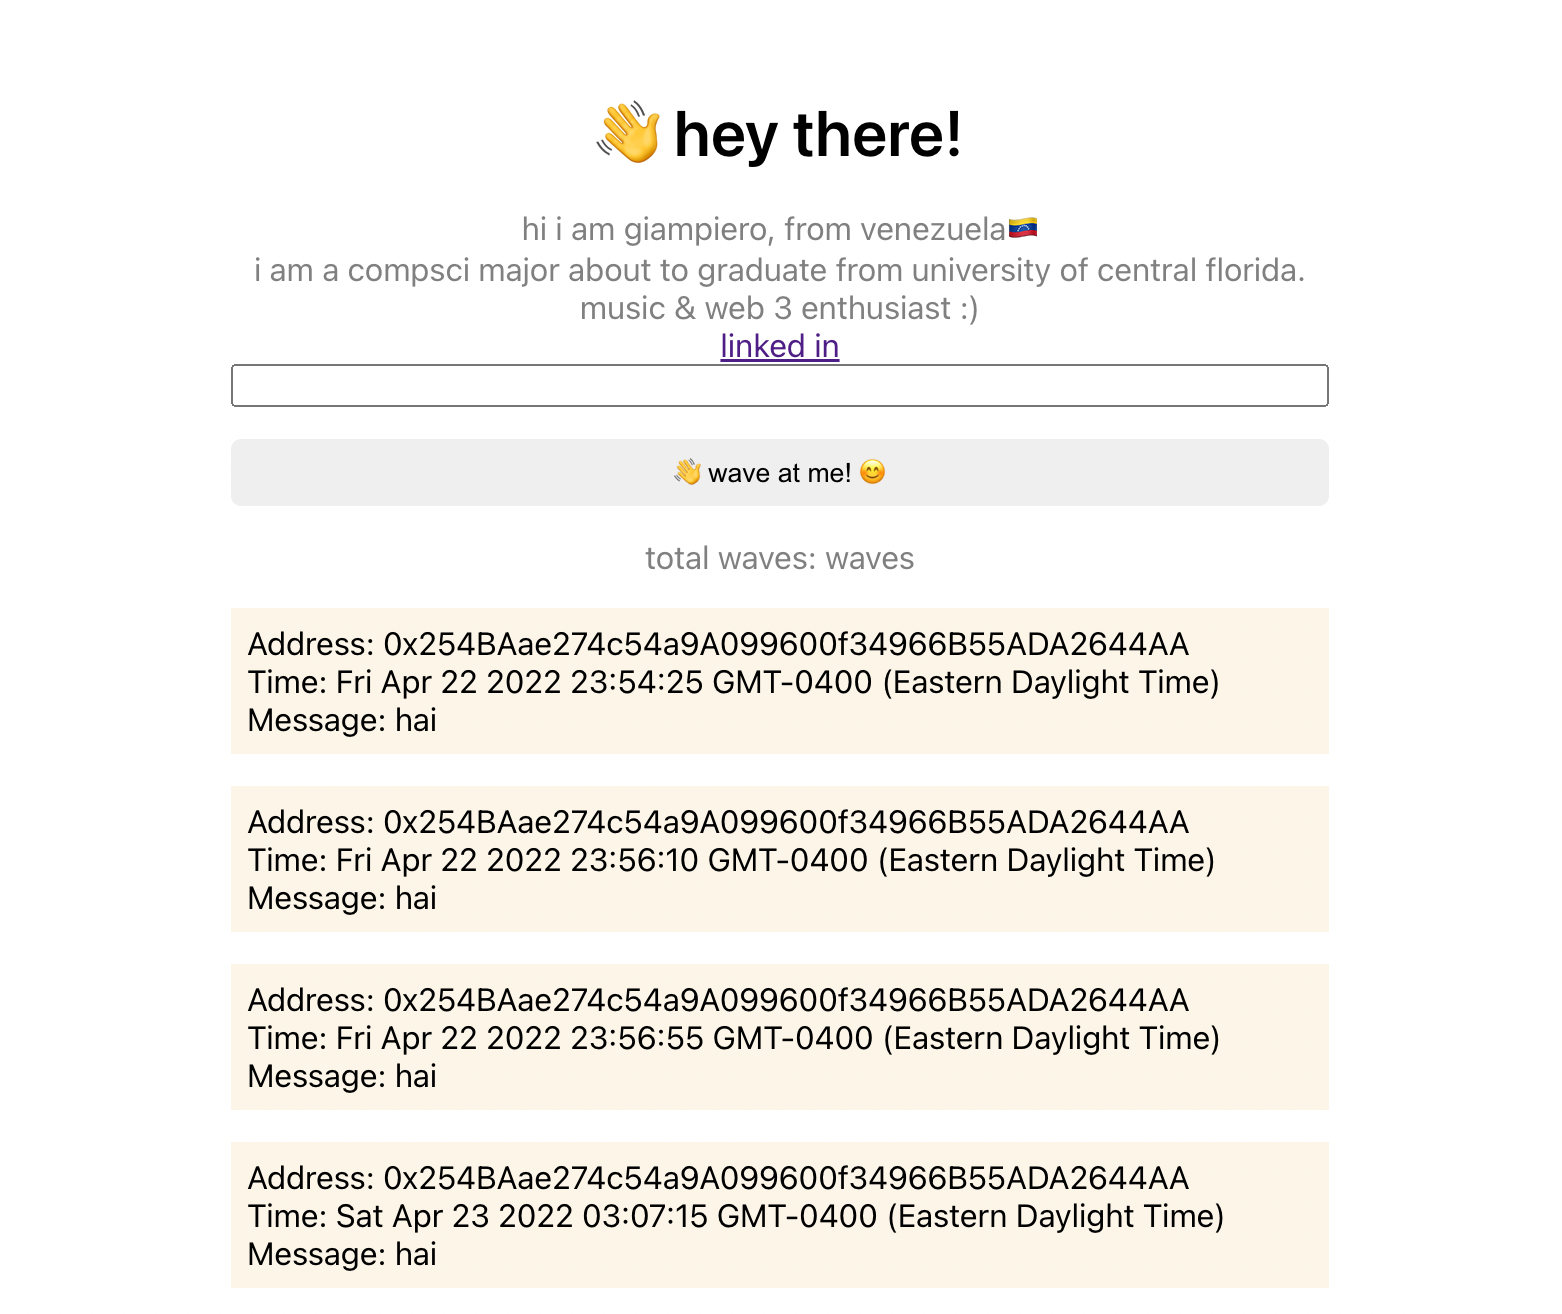 👋 hey there!
hi i am giampiero, from venezuela🇻🇪
i am a compsci major about to graduate from university of central florida.
music & web 3 enthusiast :)
linked in
👋 wave at me! 😊
total waves: waves
Address: 0x254BAae274c54a9A099600f34966B55ADA2644AA
Time: Fri Apr 22 2022 23:54:25 GMT-0400 (Eastern Daylight Time)
Message: hai
Address: 0x254BAae274c54a9A099600f34966B55ADA2644AA
Time: Fri Apr 22 2022 23:56:10 GMT-0400 (Eastern Daylight Time)
Message: hai
Address: 0x254BAae274c54a9A099600f34966B55ADA2644AA
Time: Fri Apr 22 2022 23:56:55 GMT-0400 (Eastern Daylight Time)
Message: hai
Address: 0x254BAae274c54a9A099600f34966B55ADA2644AA
Time: Sat Apr 23 2022 03:07:15 GMT-0400 (Eastern Daylight Time)
Message: hai